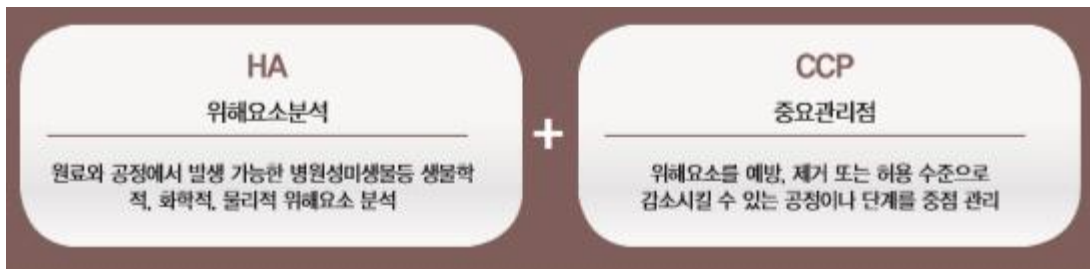 HA
위해요소분석
원료와 공정에서 발생 가능한 병원성미생물등 생물학
적, 화학적, 물리적 위해요소 분석
+
CCP
중요관리점
위해요소를 예방, 제거 또는 허용 수준으로
감소시킬 수 있는 공정이나 단계를 중점 관리